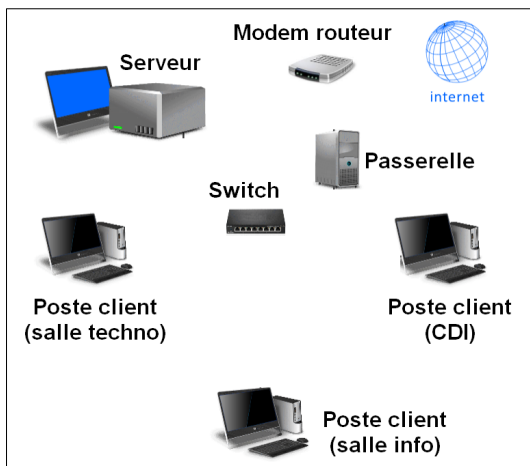 Modem routeur
Serveur
internet
Passerelle
Switch
Poste client
(salle techno)
Poste client
(CDI)
Poste client
(salle info)